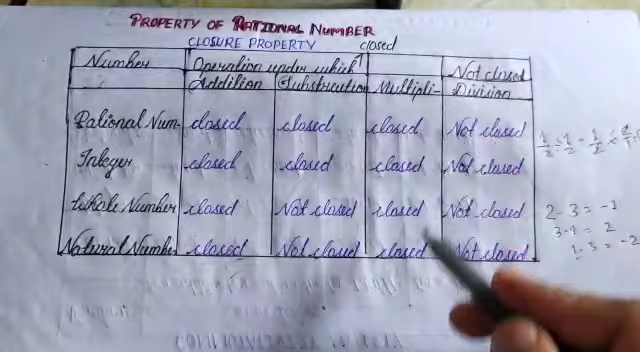 PROPERTY OF RATIONAL NUMBER
CLOSURE PROPERTY closed
Number Operation under which Not closed
Addition Substruction Multipli- Division
Rational Num- closed closed closed Not closed
Integer closed closed closed Not closed
Whole Number closed Not closed closed Not closed
Natural Number closed Not closed closed Not closed
2-3 = -1
3-1 = 2
1-3 = -2